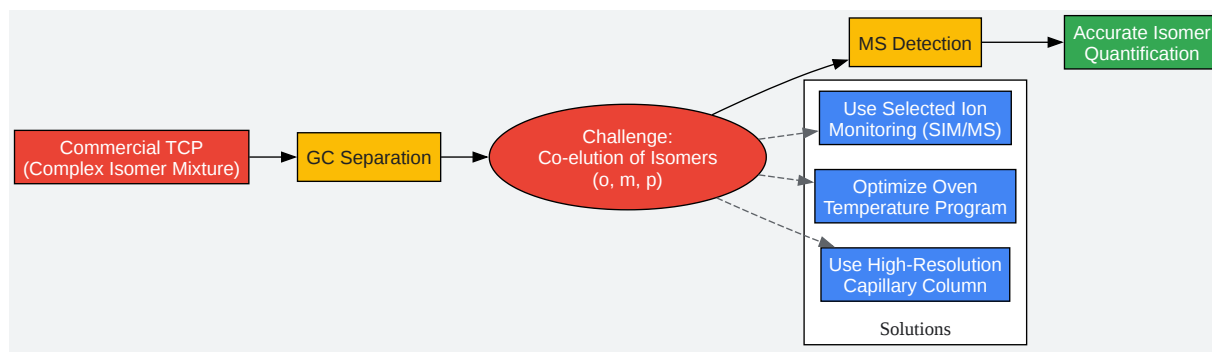 Commercial TCP
(Complex Isomer Mixture)
GC Separation
Challenge:
Co-elution of Isomers
(o, m, p)
MS Detection
Accurate Isomer
Quantification
Use Selected Ion
Monitoring (SIM/MS)
Optimize Oven
Temperature Program
Use High-Resolution
Capillary Column
Solutions